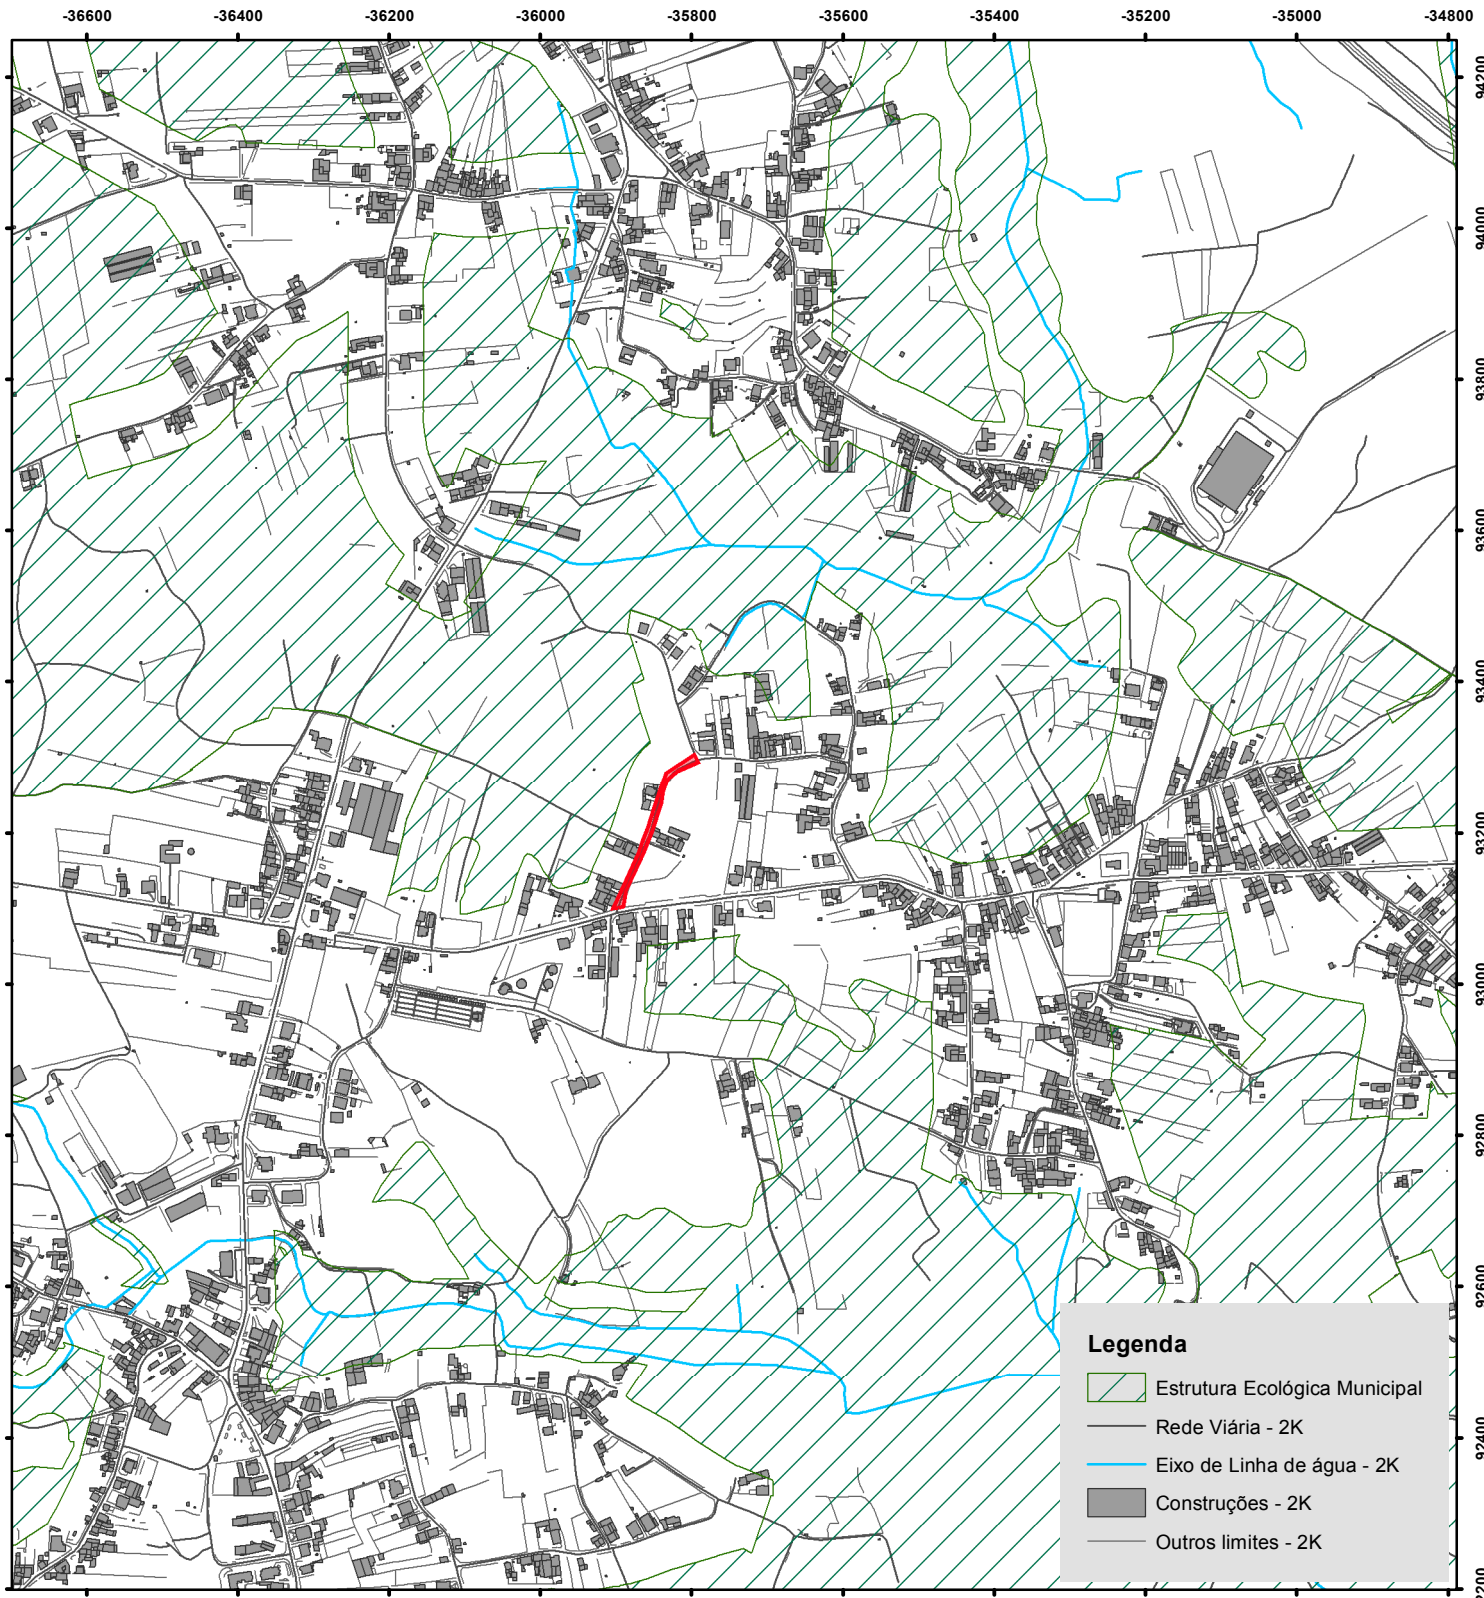 -36600 -36400 -36200 -36000 -35800 -35600 -35400 -35200 -35000 -34800
94200
94000
93800
93600
93400
93200
93000
92800
92600
92400
Legenda
Estrutura Ecológica Municipal
Rede Viária - 2K
Eixo de Linha de água - 2K
Construções - 2K
Outros limites - 2K